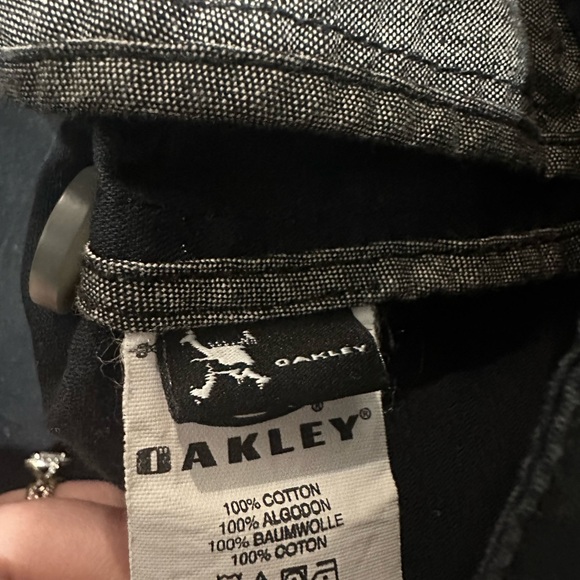 OAKLEY
®
OAKLEY®
100% COTTON
100% ALGODON
100% BAUMWOLLE
100% COTON